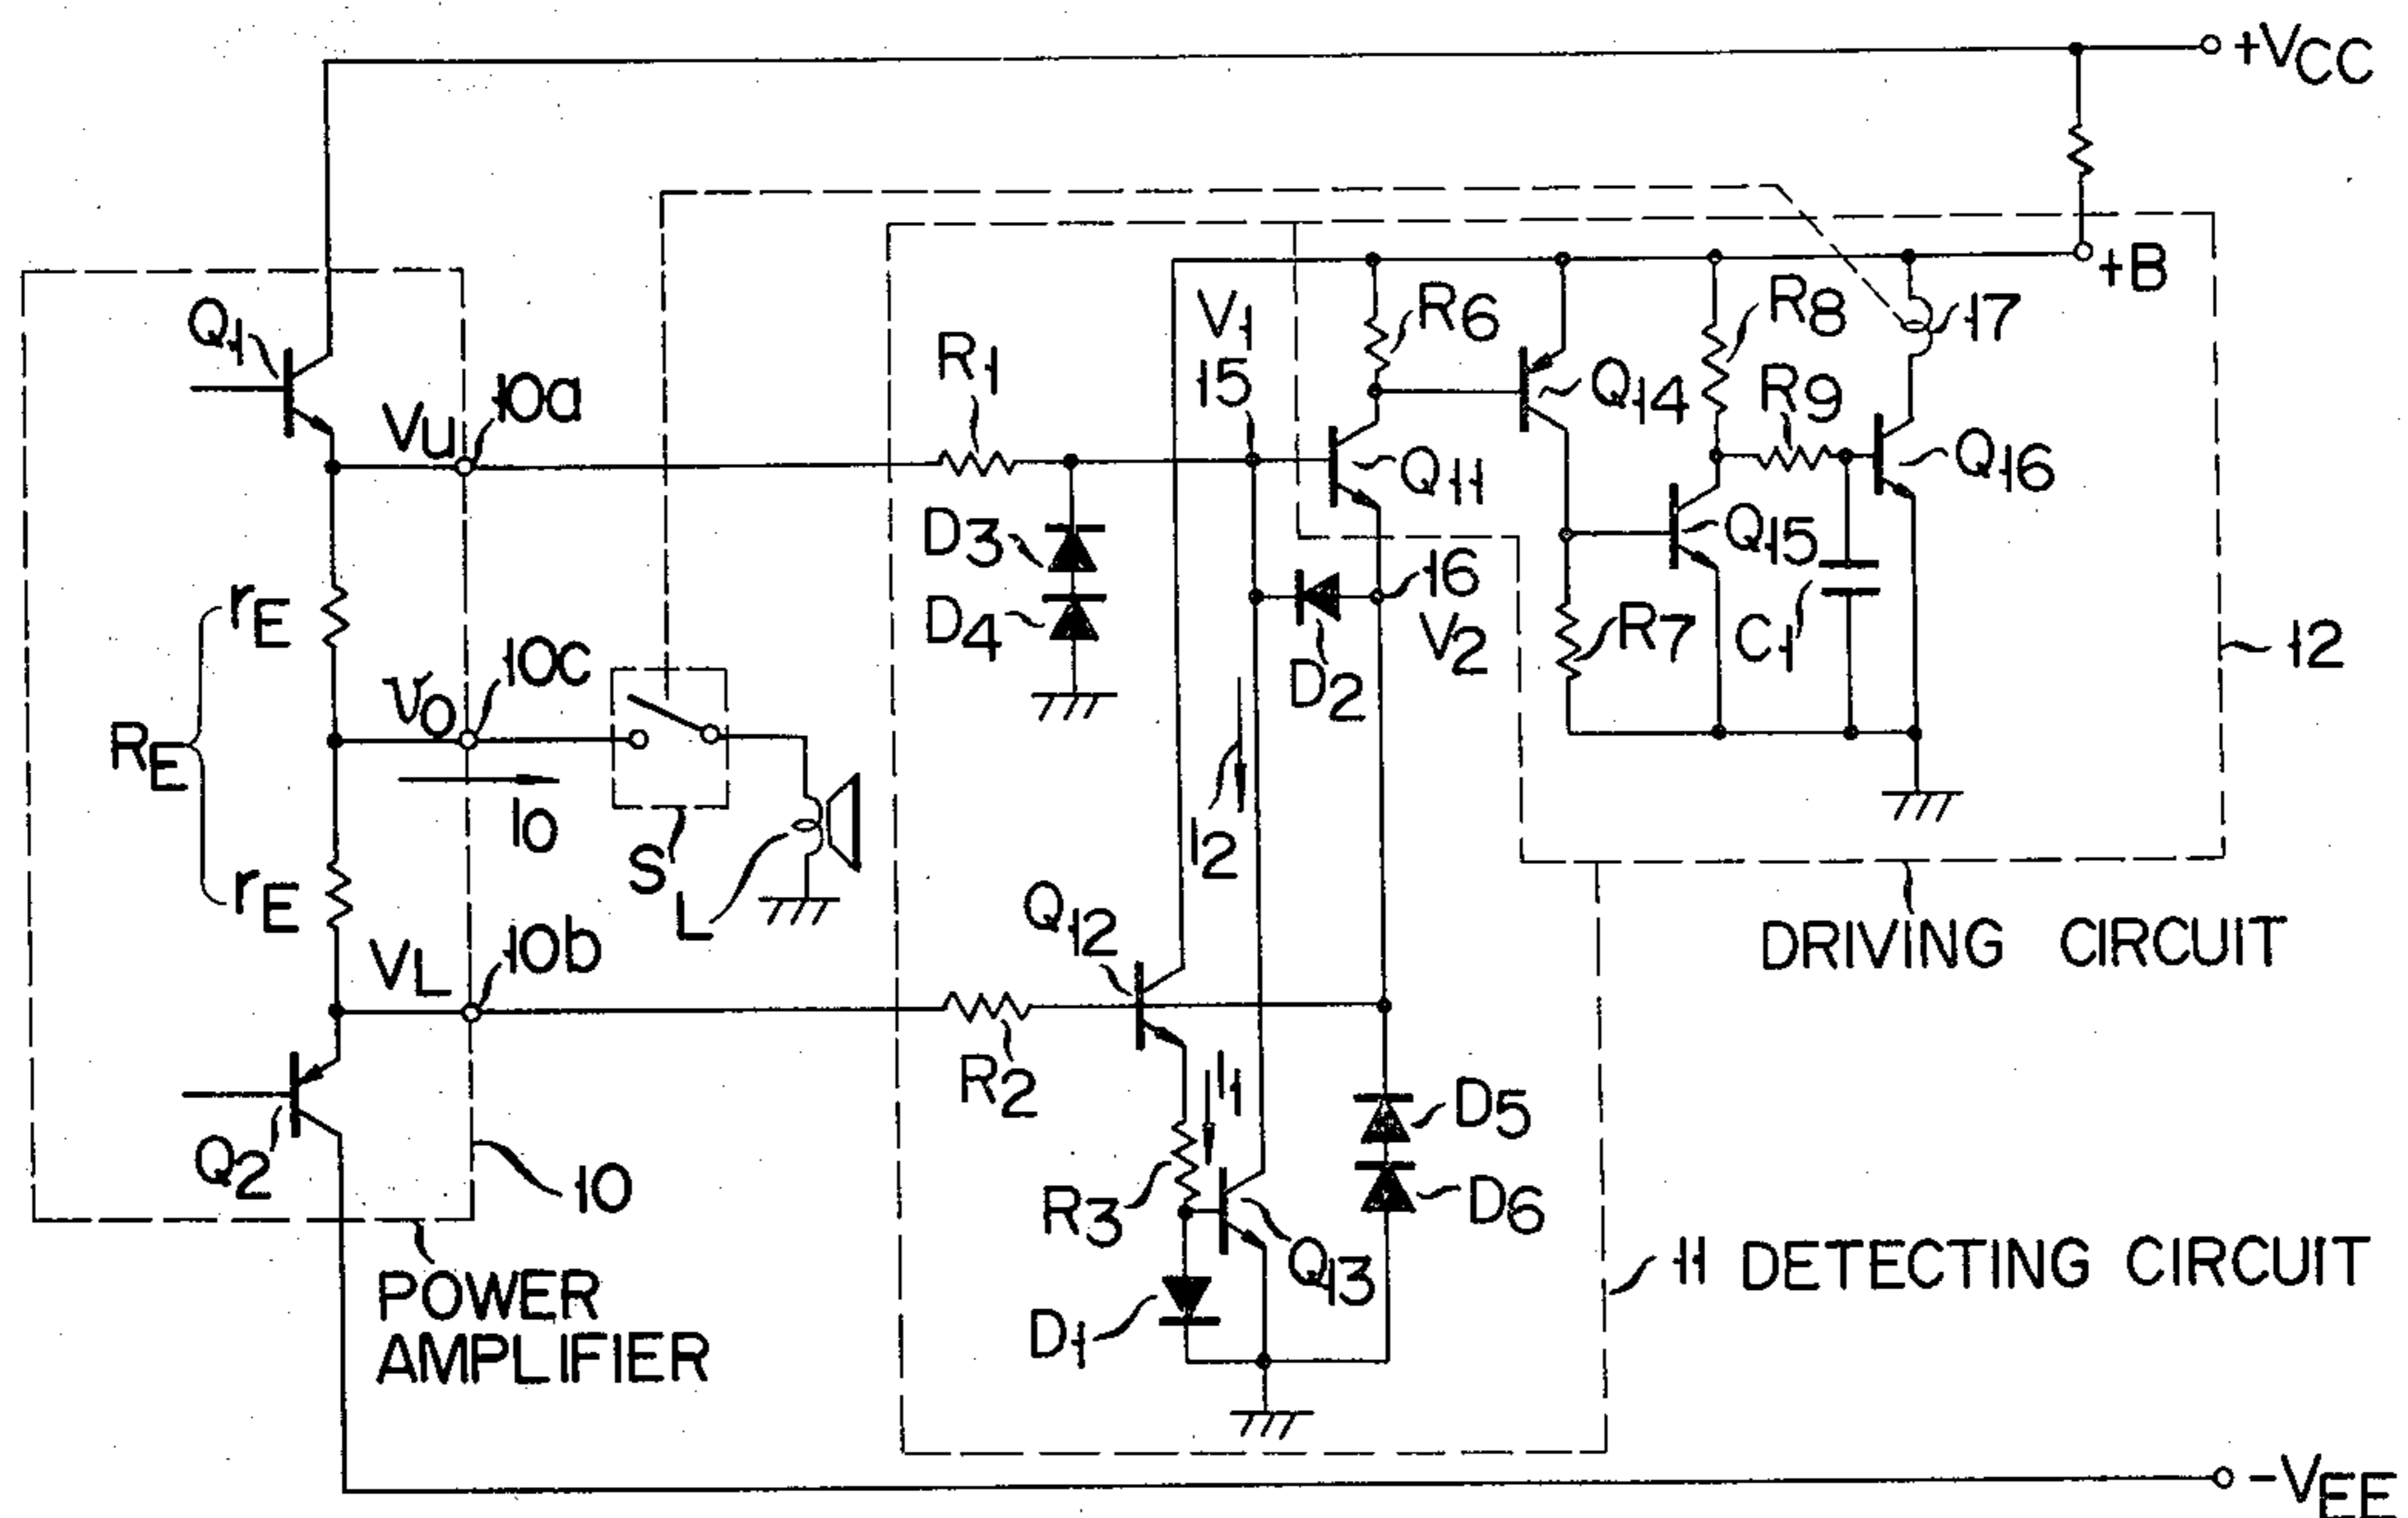 +VCC
+B
Q1
VU
10a
R1
V1
15
R6
R8
17
Q14
R9
Q11
Q16
D3
D4
16
V2
D2
Q15
C1
R7
12
rE
RE
rE
vO
10c
IO
S
L
I2
DRIVING CIRCUIT
VL
10b
Q12
R2
I1
R3
Q13
D5
D6
D1
Q2
10
POWER
AMPLIFIER
11 DETECTING CIRCUIT
-VEE